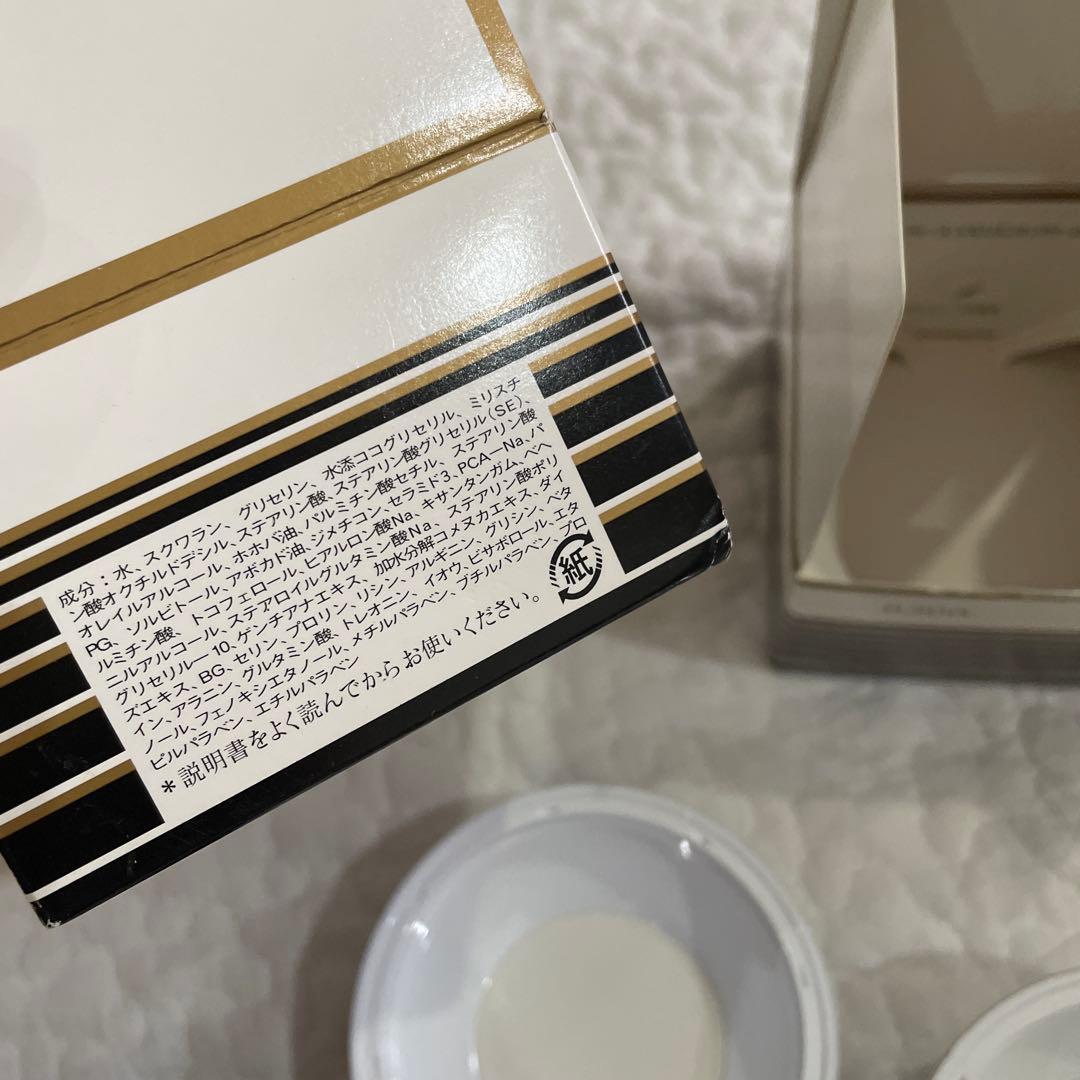 成分：水、スクワラン、グリセリン、水添ココグリセリル、ミリスチ
ン酸オクチルドデシル、ステアリン酸、ステアリン酸グリセリル（SE）、
オレイルアルコール、ホホバ油、パルミチン酸セチル、ステアリン酸
PG、ソルビトール、アボカド油、ジメチコン、セラミド3、PCA－Na、パ
ルミチン酸、トコフェロール、ヒアルロン酸Na、キサンタンガム、ベヘ
ニルアルコール、ステアロイルグルタミン酸Na、ステアリン酸ポリ
グリセリル－10、ゲンチアナエキス、加水分解コメヌカエキス、ダイ
ズエキス、BG、セリン、プロリン、リシン、アルギニン、グリシン、ベタ
イン、アラニン、グルタミン酸、トレオニン、イオウ、ビサボロール、エタ
ノール、フェノキシエタノール、メチルパラベン、ブチルパラベン、プロ
ピルパラベン、エチルパラベン
＊説明書をよく読んでからお使いください。
紙